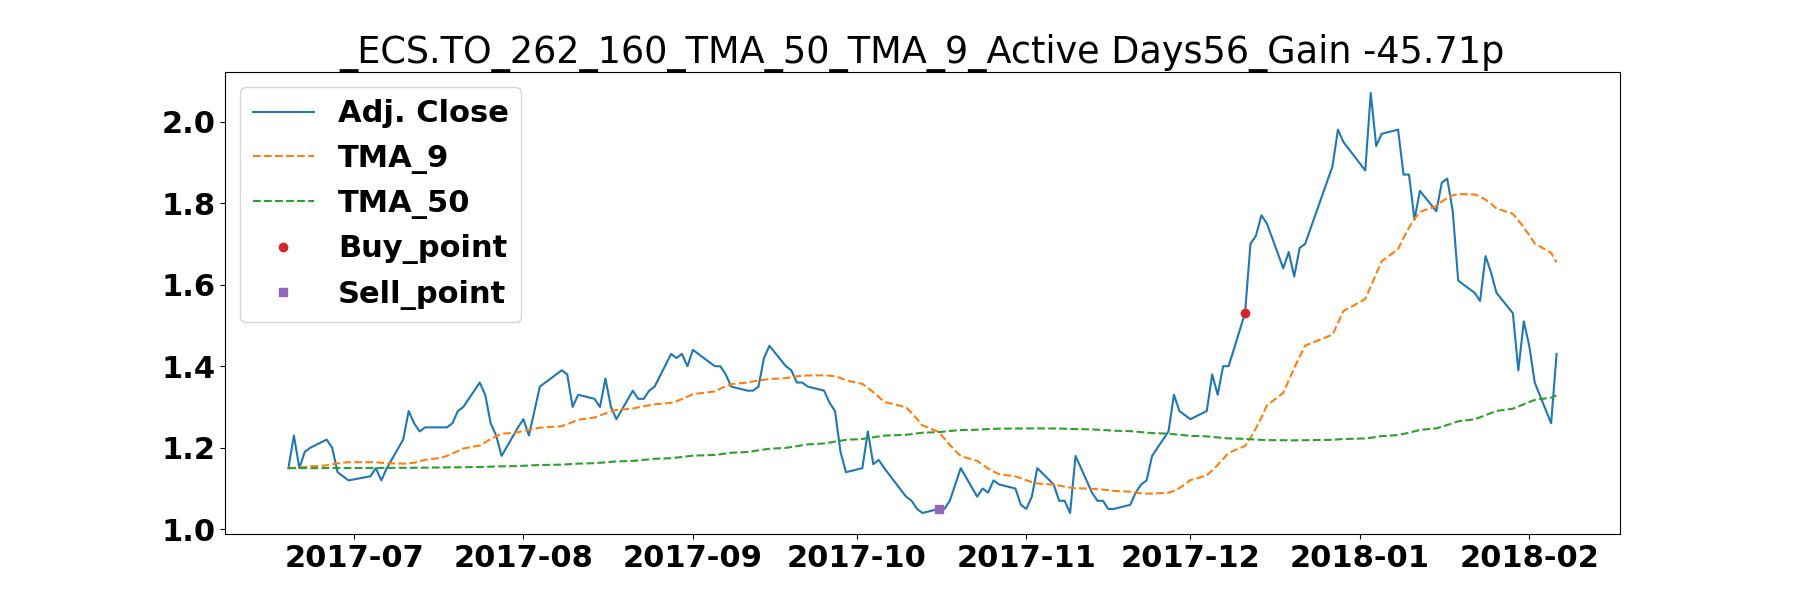 _ECS.TO_262_160_TMA_50_TMA_9_Active Days56_Gain -45.71p
Adj. Close
TMA_9
TMA_50
Buy_point
Sell_point
2.0
1.8
1.6
1.4
1.2
1.0
2017-07 2017-08 2017-09 2017-10 2017-11 2017-12 2018-01 2018-02